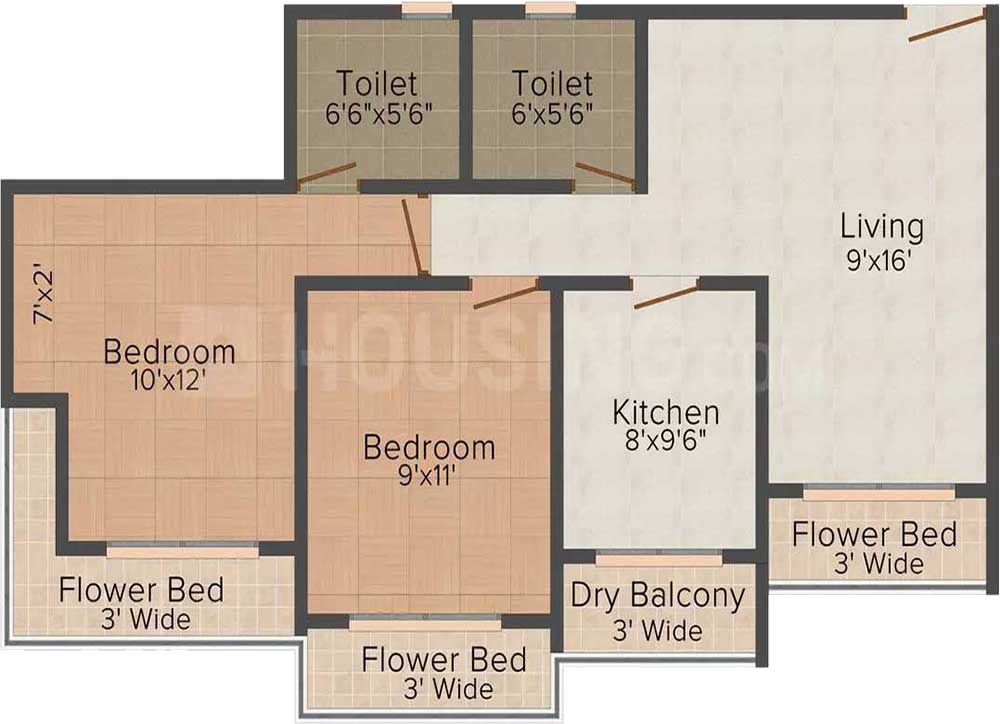 Toilet
6'6"x5'6"
Toilet
6'x5'6"
Living
9'x16'
7'x2'
Bedroom
10'x12'
HOUSING.COM
Kitchen
8'x9'6"
Bedroom
9'x11'
Flower Bed
3' Wide
Flower Bed
3' Wide
Dry Balcony
3' Wide
Flower Bed
3' Wide